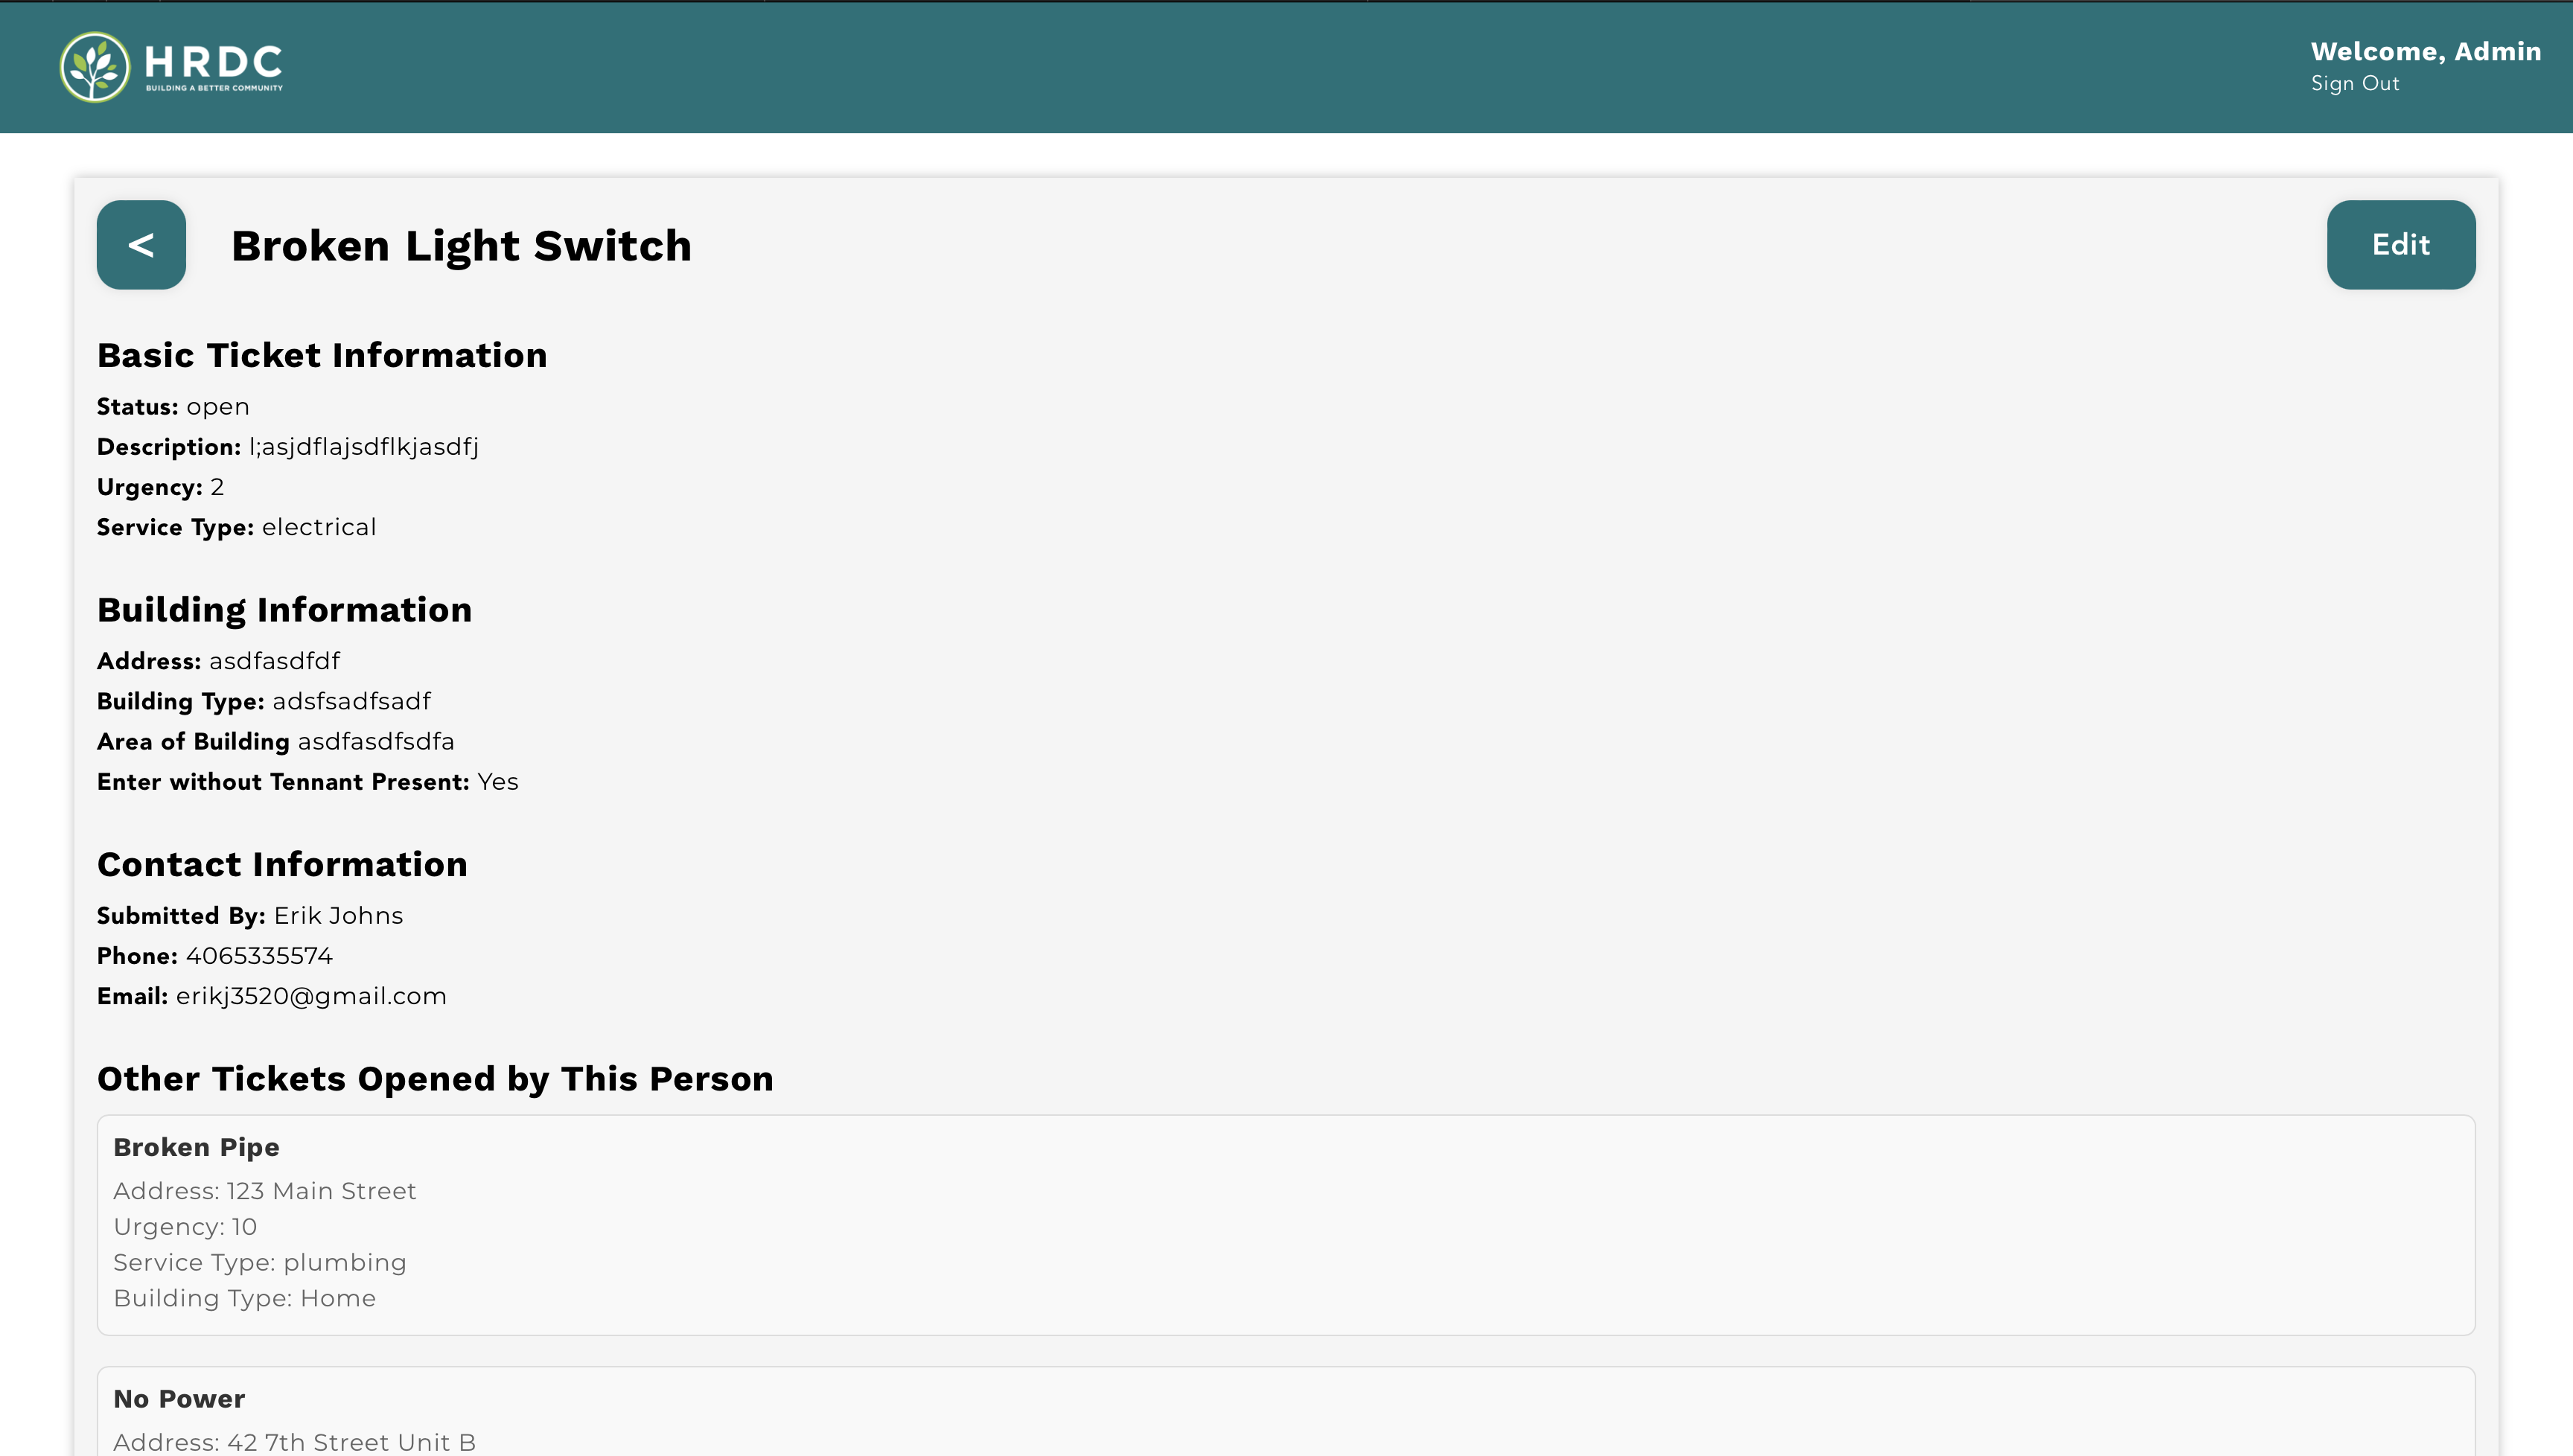 HRDC
BUILDING A BETTER COMMUNITY
Welcome, Admin
Sign Out
<
Broken Light Switch
Edit
Basic Ticket Information
Status: open
Description: l;asjdflajsdflkjasdfj
Urgency: 2
Service Type: electrical
Building Information
Address: asdfasdfdf
Building Type: adsfsadfsadf
Area of Building asdfasdfsdfa
Enter without Tennant Present: Yes
Contact Information
Submitted By: Erik Johns
Phone: 4065335574
Email: erikj3520@gmail.com
Other Tickets Opened by This Person
Broken Pipe
Address: 123 Main Street
Urgency: 10
Service Type: plumbing
Building Type: Home
No Power
Address: 42 7th Street Unit B